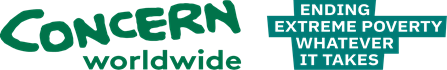 CONCERN
worldwide
ENDING
EXTREME POVERTY
WHATEVER
IT TAKES